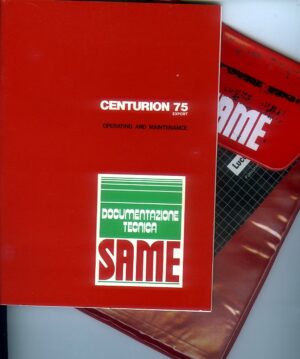 CENTURION 75
EXPORT
OPERATING AND MAINTENANCE
DOCUMENTAZIONE
TECNICA
SAME
SAME